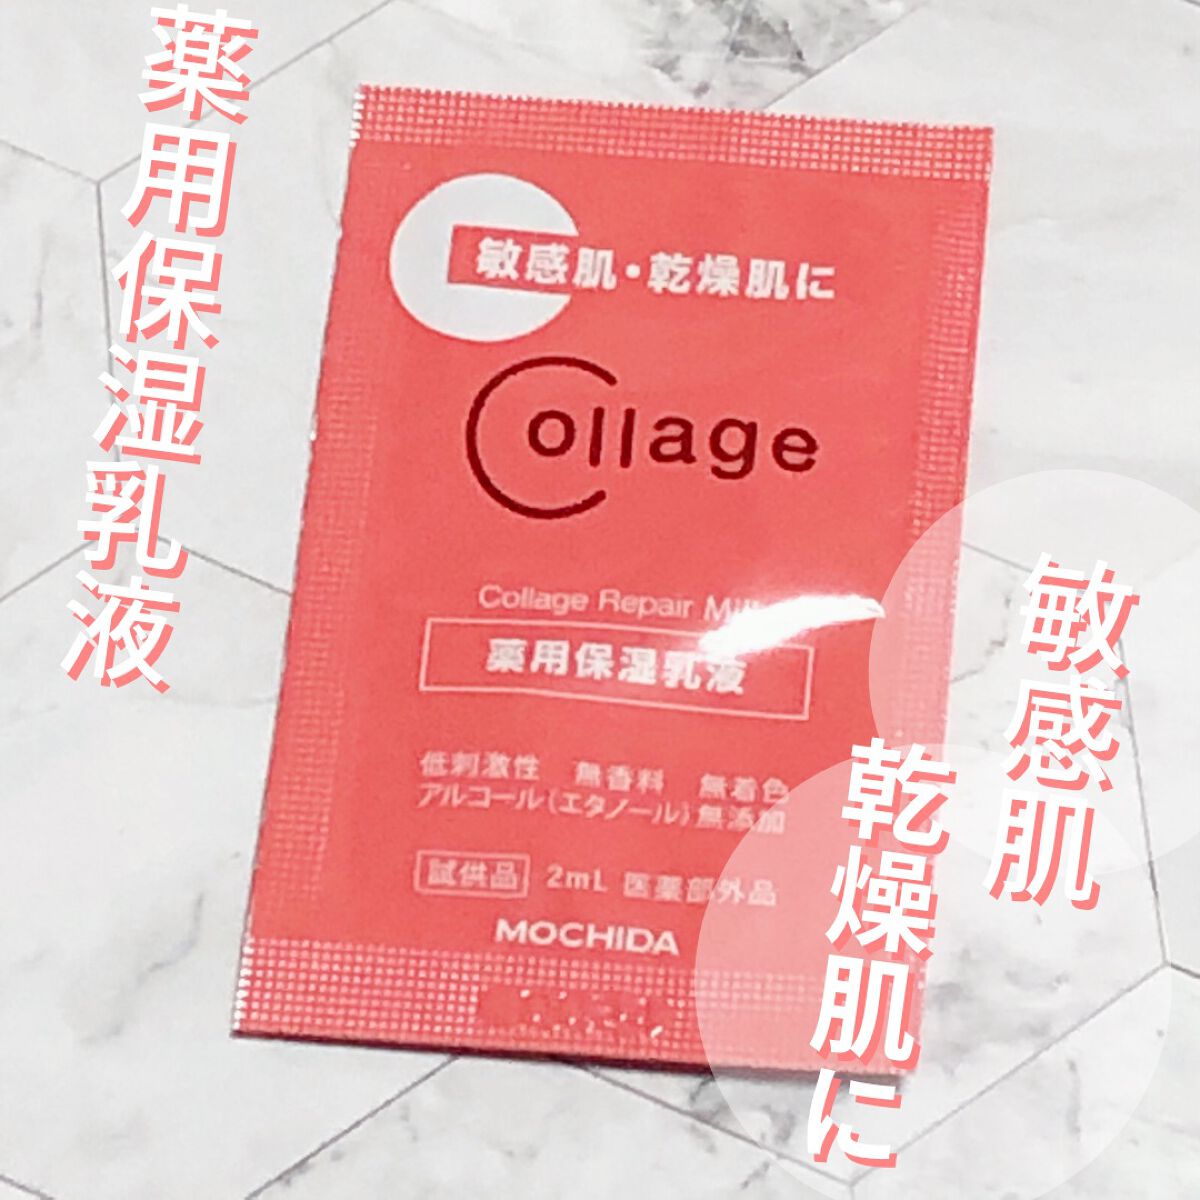 薬用保湿乳液
敏感肌・乾燥肌に
Collage
Collage Repair Milk
薬用保湿乳液
低刺激性 無香料 無着色
アルコール(エタノール)無添加
試供品 2mL 医薬部外品
MOCHIDA
敏感肌
乾燥肌に